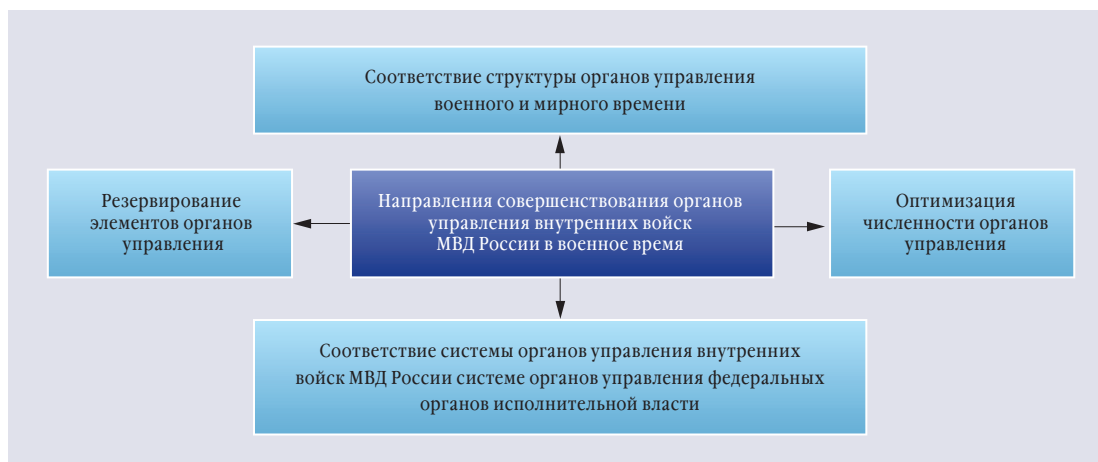 Соответствие структуры органов управления
военного и мирного времени
Резервирование
элементов органов
управления
Направления совершенствования органов
управления внутренних войск
МВД России в военное время
Оптимизация
численности органов
управления
Соответствие системы органов управления внутренних
войск МВД России системе органов управления федеральных
органов исполнительной власти